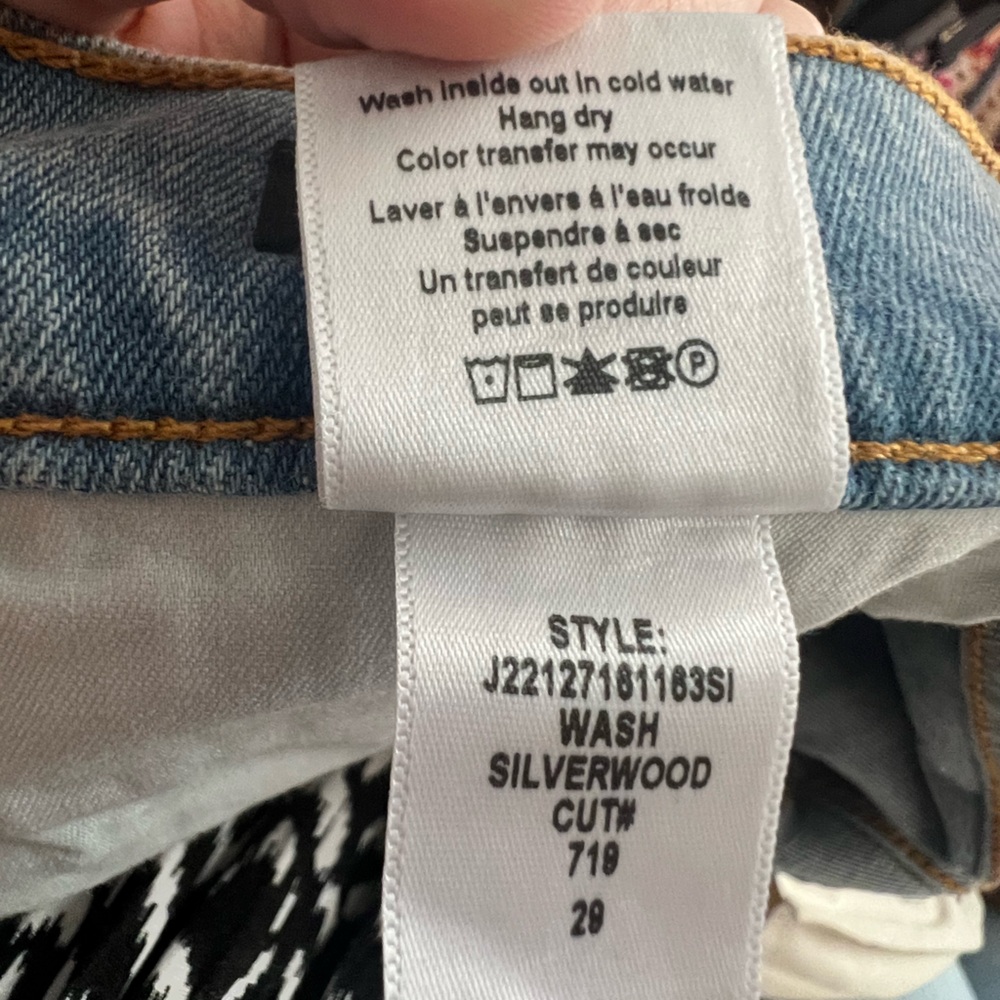 Wash inside out in cold water
Hang dry
Color transfer may occur
Laver à l'envers à l'eau froide
Suspendre à sec
Un transfert de couleur
peut se produire
P
STYLE:
J22127161163SI
WASH
SILVERWOOD
CUT#
719
29